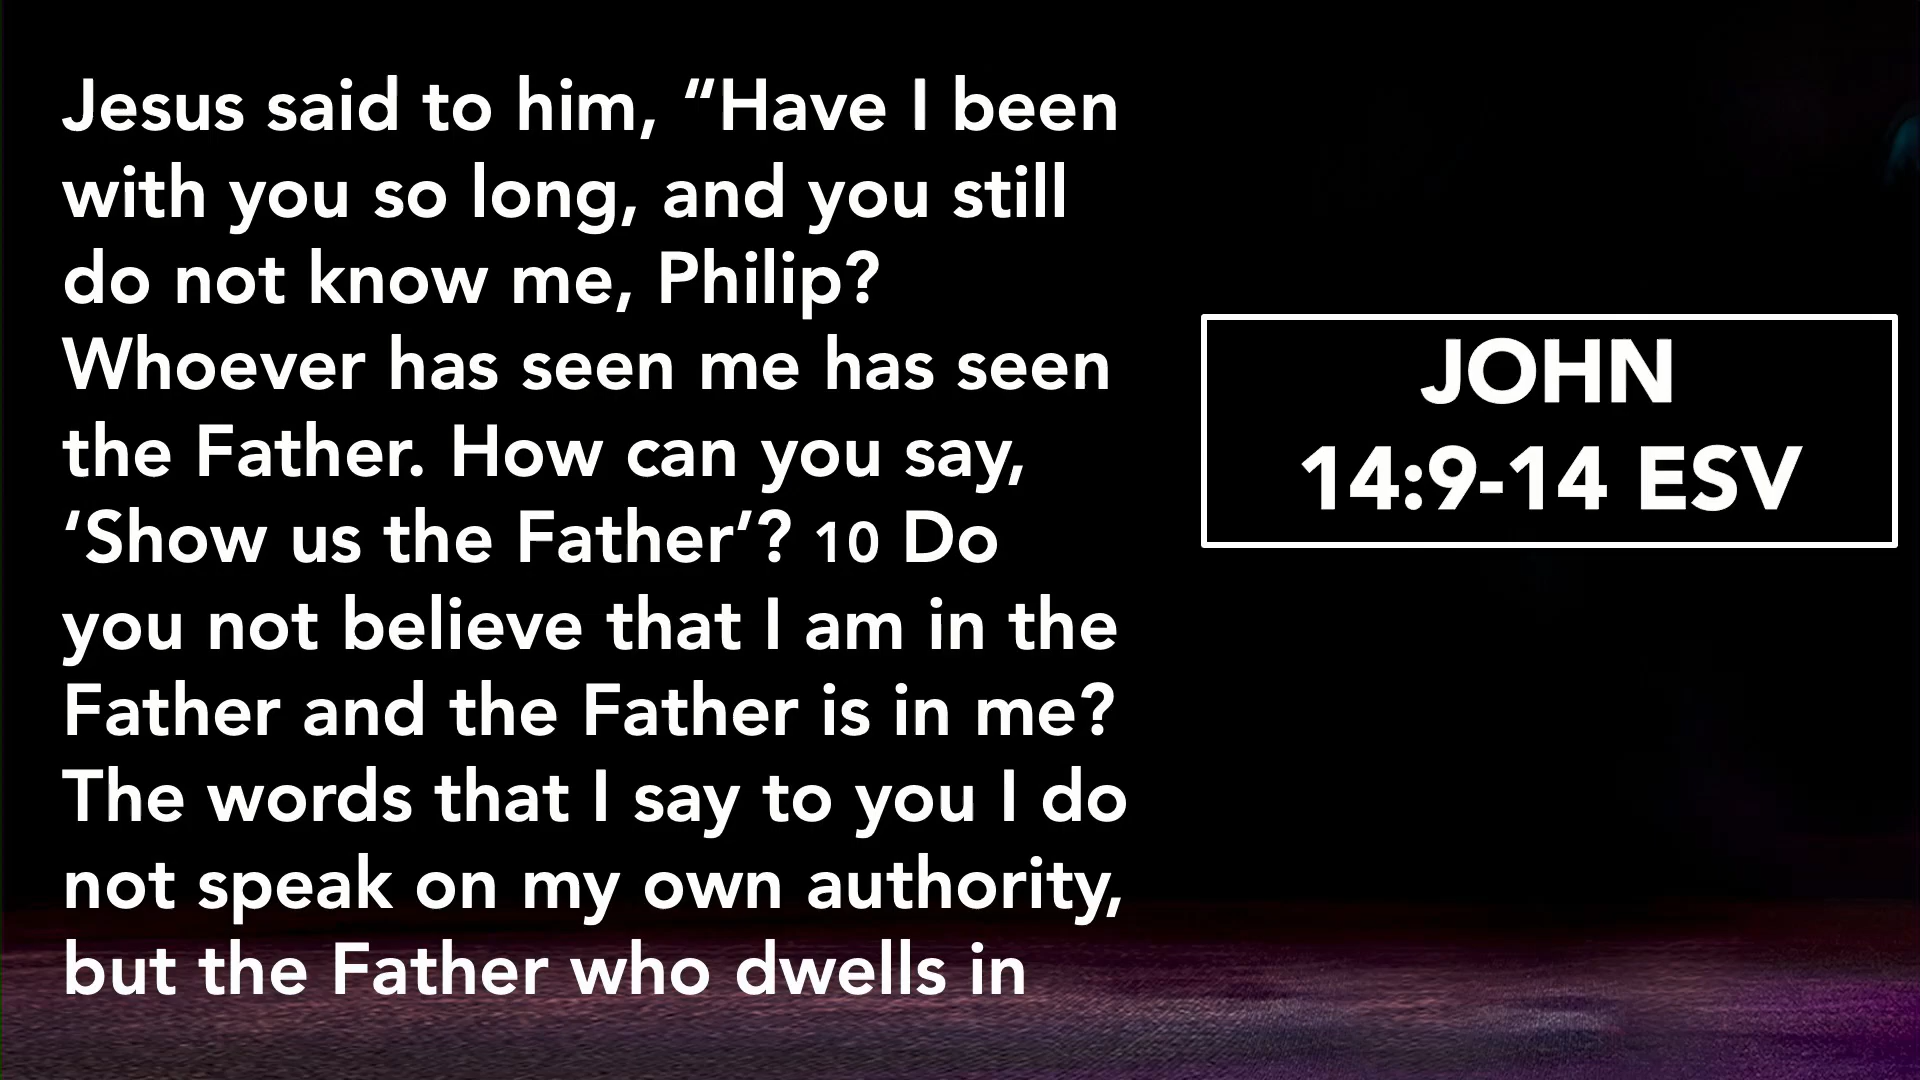 Jesus said to him, “Have I been
with you so long, and you still
do not know me, Philip?
Whoever has seen me has seen
the Father. How can you say,
‘Show us the Father’? 10 Do
you not believe that I am in the
Father and the Father is in me?
The words that I say to you I do
not speak on my own authority,
but the Father who dwells in
JOHN
14:9-14 ESV